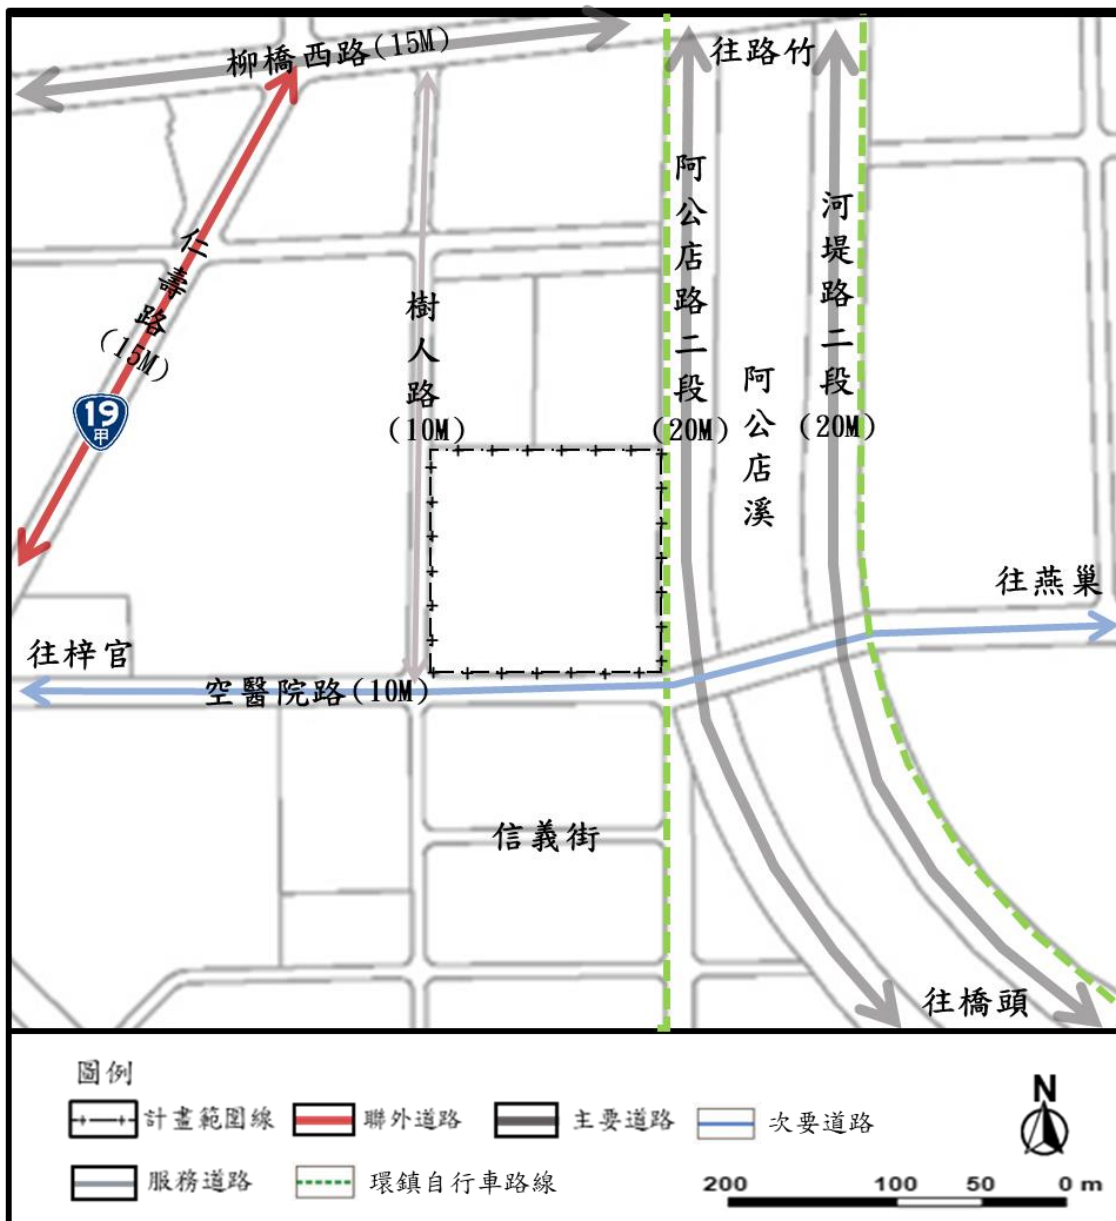 柳橋西路(15M)
往路竹
仁壽路
(15M)
19
甲
樹人路
(10M)
阿公店路二段
(20M)
阿公店溪
河堤路二段
(20M)
往燕巢
往梓官
空醫院路(10M)
信義街
往橋頭
圖例
計畫範圍線
聯外道路
主要道路
次要道路
服務道路
環鎮自行車路線
N
200 100 50 0 m